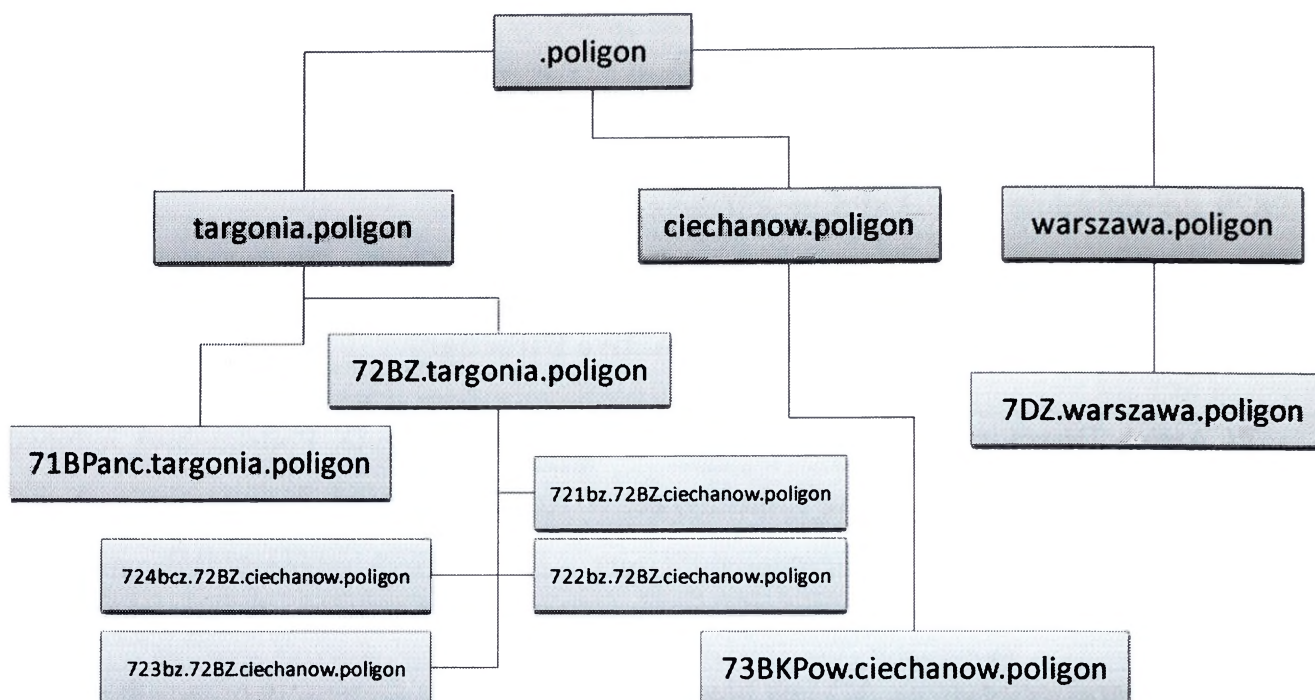 .poligon
targonia.poligon
ciechanow.poligon
warszawa.poligon
72BZ.targonia.poligon
7DZ.warszawa.poligon
71BPanc.targonia.poligon
721bz.72BZ.ciechanow.poligon
724bcz.72BZ.ciechanow.poligon
722bz.72BZ.ciechanow.poligon
723bz.72BZ.ciechanow.poligon
73BKPow.ciechanow.poligon